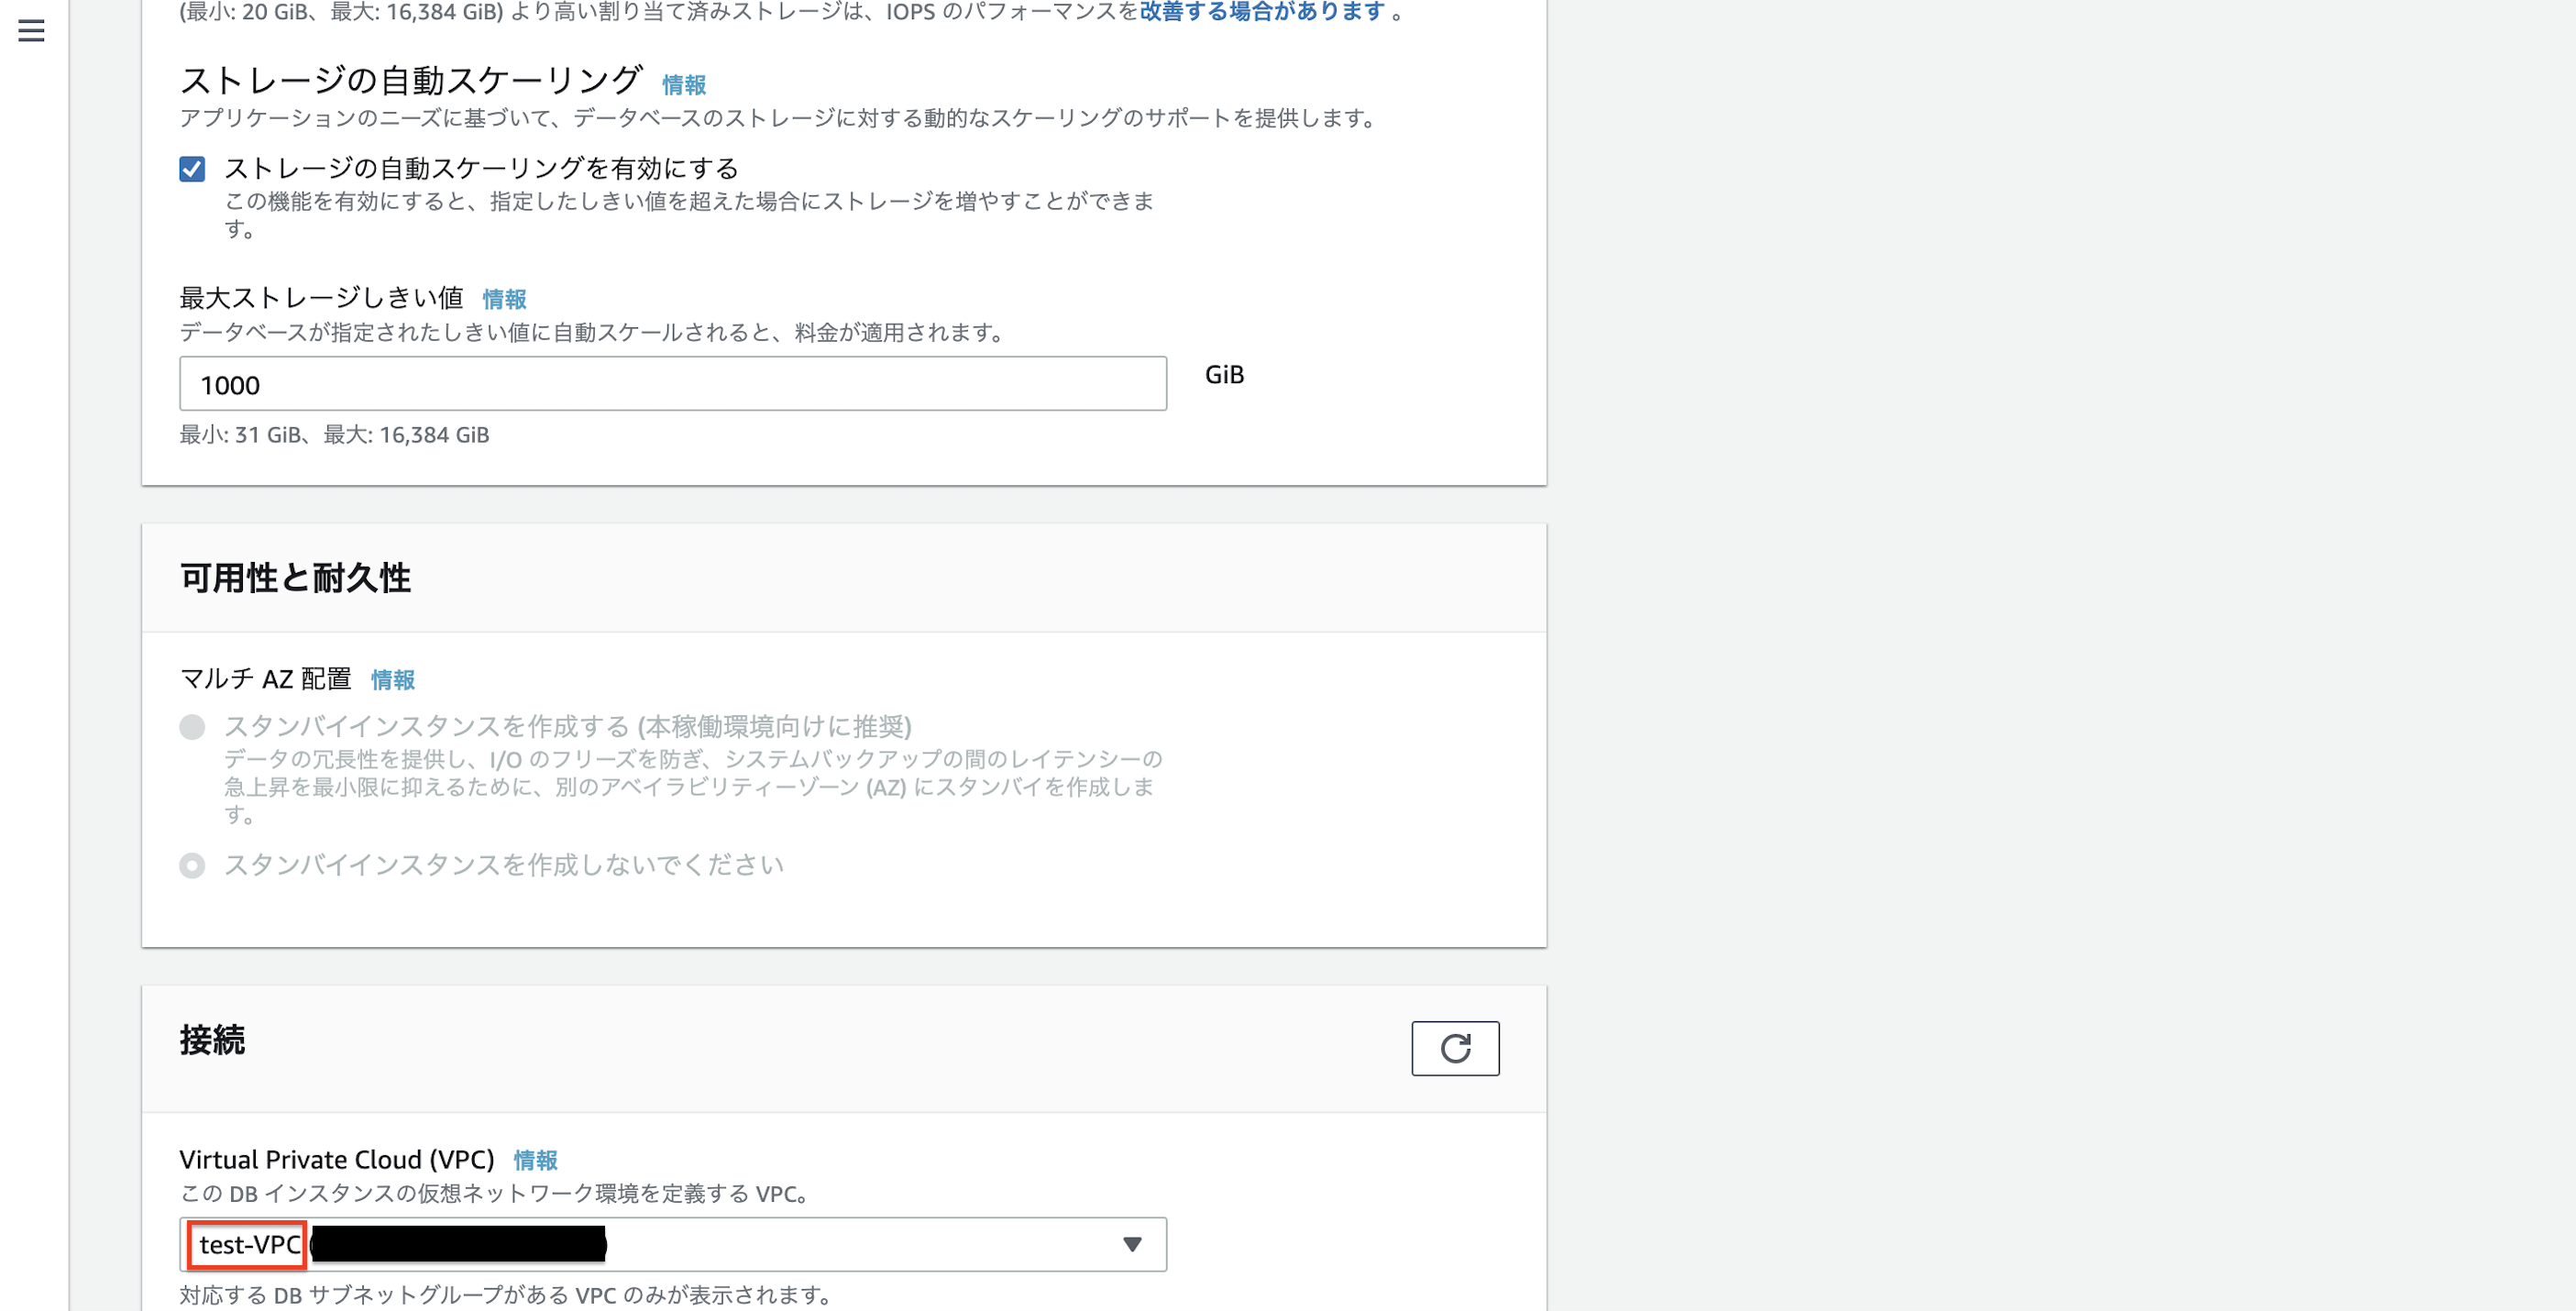 (最小: 20 GiB、最大: 16,384 GiB) より高い割り当て済みストレージは、IOPS のパフォーマンスを改善する場合があります 。
ストレージの自動スケーリング 情報
アプリケーションのニーズに基づいて、データベースのストレージに対する動的なスケーリングのサポートを提供します。
ストレージの自動スケーリングを有効にする
この機能を有効にすると、指定したしきい値を超えた場合にストレージを増やすことができま
す。
最大ストレージしきい値 情報
データベースが指定されたしきい値に自動スケールされると、料金が適用されます。
1000 GiB
最小: 31 GiB、最大: 16,384 GiB
可用性と耐久性
マルチ AZ 配置 情報
スタンバイインスタンスを作成する (本稼働環境向けに推奨)
データの冗長性を提供し、I/O のフリーズを防ぎ、システムバックアップの間のレイテンシーの
急上昇を最小限に抑えるために、別のアベイラビリティーゾーン (AZ) にスタンバイを作成しま
す。
スタンバイインスタンスを作成しないでください
接続
Virtual Private Cloud (VPC) 情報
この DB インスタンスの仮想ネットワーク環境を定義する VPC。
test-VPC
対応する DB サブネットグループがある VPC のみが表示されます。